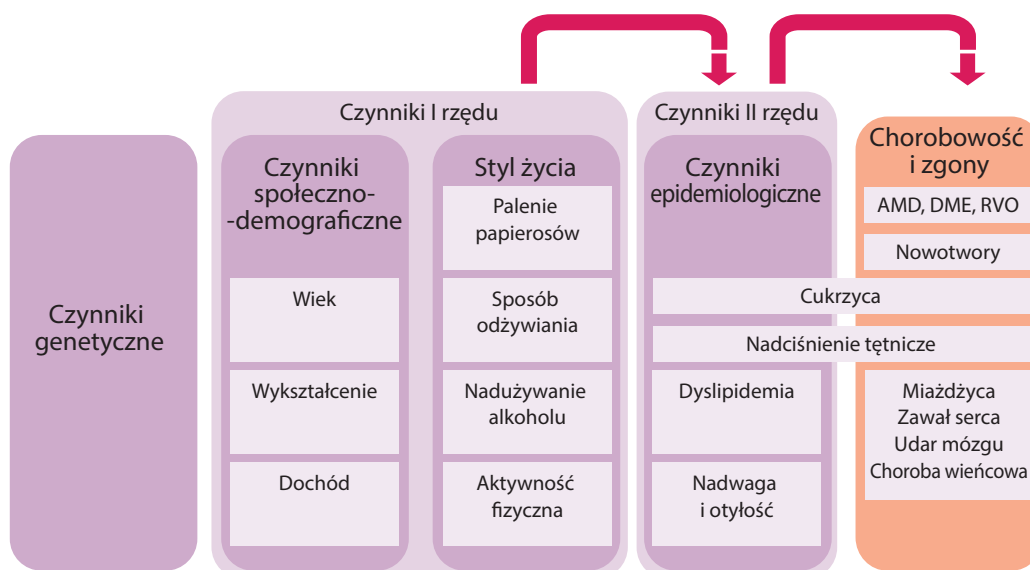 Czynniki
genetyczne
Czynniki I rzędu
Czynniki
społeczno-
-demograficzne
Wiek
Wykształcenie
Dochód
Styl życia
Palenie
papierosów
Sposób
odżywiania
Nadużywanie
alkoholu
Aktywność
fizyczna
Czynniki II rzędu
Czynniki
epidemiologiczne
Cukrzyca
Nadciśnienie tętnicze
Dyslipidemia
Nadwaga
i otyłość
Chorobowość
i zgony
AMD, DME, RVO
Nowotwory
Miażdżyca
Zawał serca
Udar mózgu
Choroba wieńcowa